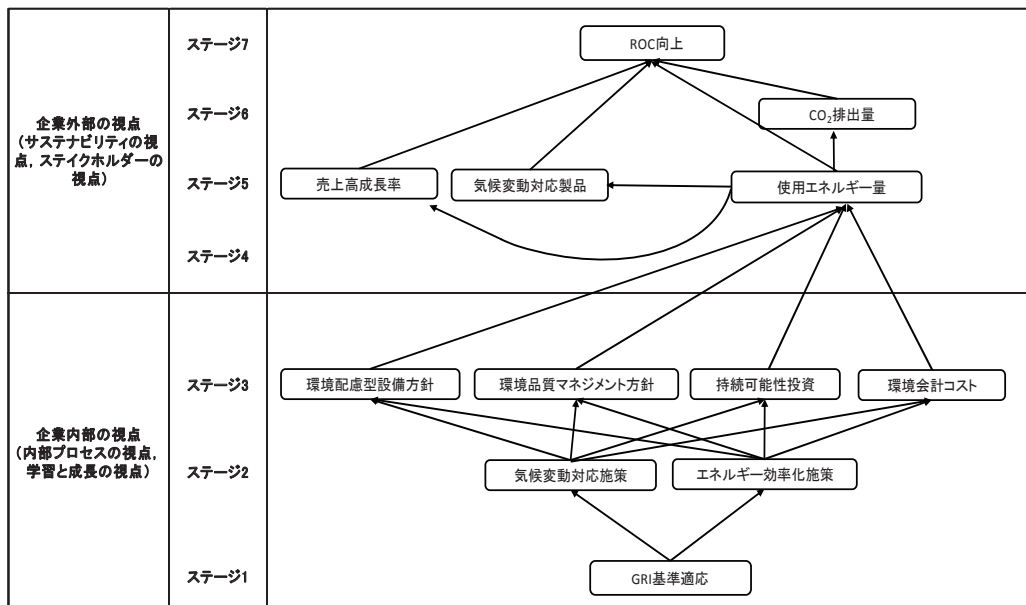 ステージ7
ROC向上
ステージ6
CO₂排出量
企業外部の視点
(サステナビリティの視
点，ステイクホルダーの
視点)
ステージ5
売上高成長率
気候変動対応製品
使用エネルギー量
ステージ4
ステージ3
環境配慮型設備方針
環境品質マネジメント方針
持続可能性投資
環境会計コスト
企業内部の視点
(内部プロセスの視点，
学習と成長の視点)
ステージ2
気候変動対応施策
エネルギー効率化施策
ステージ1
GRI基準適応